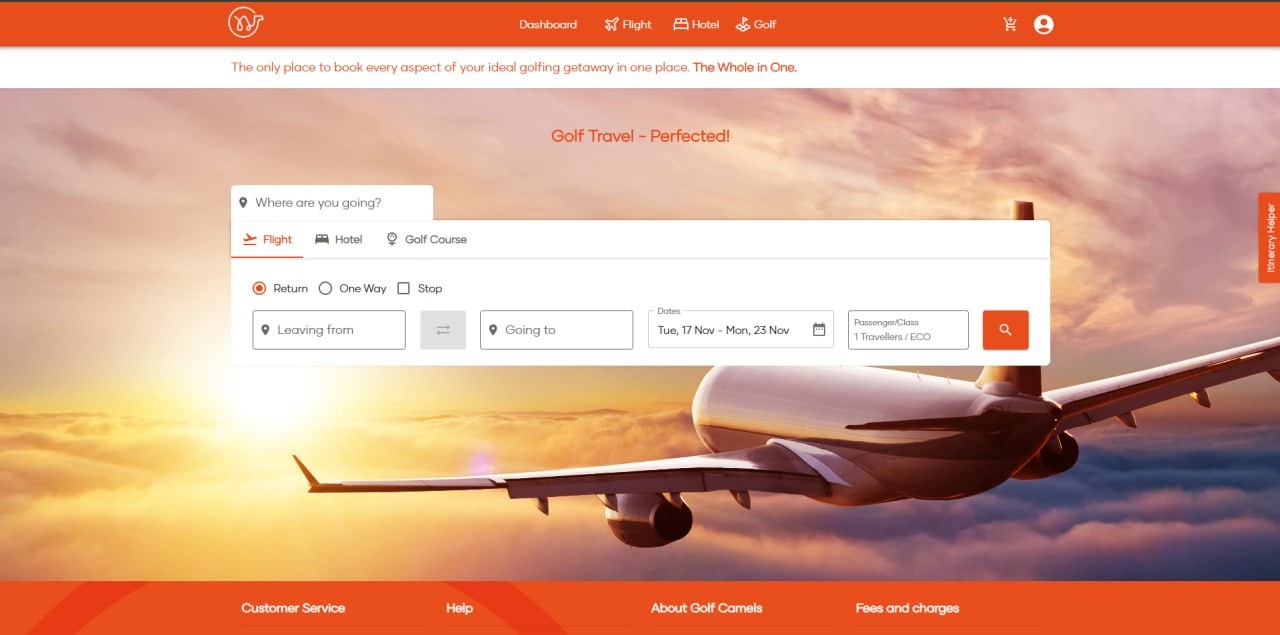 Dashboard Flight Hotel Golf
The only place to book every aspect of your ideal golfing getaway in one place. The Whole in One.
Golf Travel - Perfected!
Where are you going?
Flight Hotel Golf Course
Itinerary Helper
Return One Way Stop
Leaving from
Going to
Dates
Tue, 17 Nov - Mon, 23 Nov
Passenger/Class
1 Travellers / ECO
Customer Service Help About Golf Camels Fees and charges